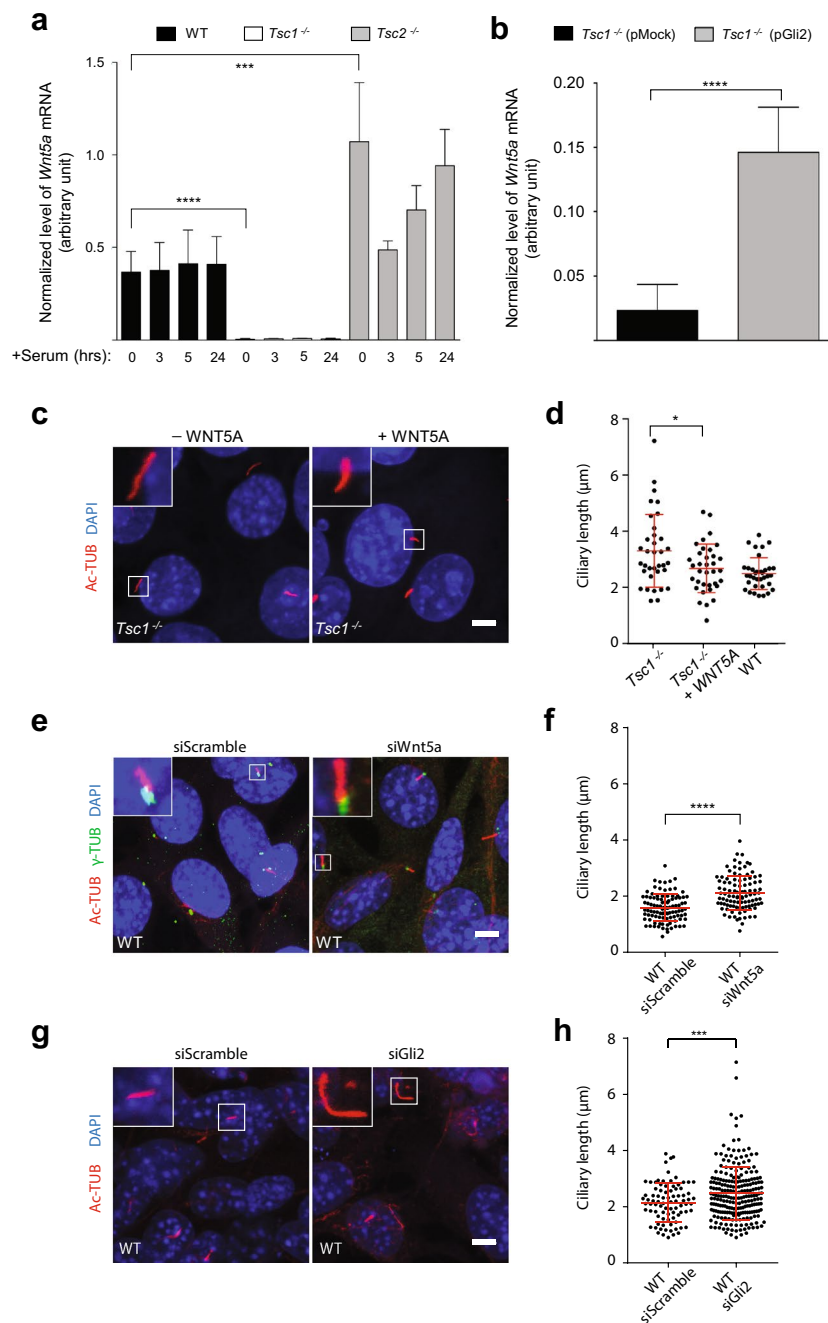 a
WT
Tsc1 -/-
Tsc2 -/-
Normalized level of Wnt5a mRNA
(arbitrary unit)
1.5
1.0
0.5
***
****
+Serum (hrs): 0 3 5 24 0 3 5 24 0 3 5 24
b
Tsc1 -/- (pMock)
Tsc1 -/- (pGli2)
Normalized level of Wnt5a mRNA
(arbitrary unit)
0.20
0.15
0.10
0.05
****
c
– WNT5A
+ WNT5A
Ac-TUB DAPI
Tsc1 -/-
Tsc1 -/-
d
Ciliary length (µm)
8
6
4
2
0
*
Tsc1 -/-
Tsc1 -/-
+ WNT5A
WT
e
siScramble
siWnt5a
Ac-TUB γ-TUB DAPI
WT
WT
f
Ciliary length (µm)
8
6
4
2
0
****
WT
siScramble
WT
siWnt5a
g
siScramble
siGli2
Ac-TUB DAPI
WT
WT
h
Ciliary length (µm)
8
6
4
2
0
***
WT
siScramble
WT
siGli2